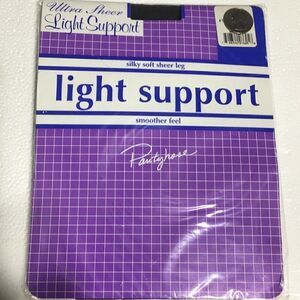 Ultra Sheer
Light Support
silky soft sheer leg
light support
smoother feel
Pantyhose